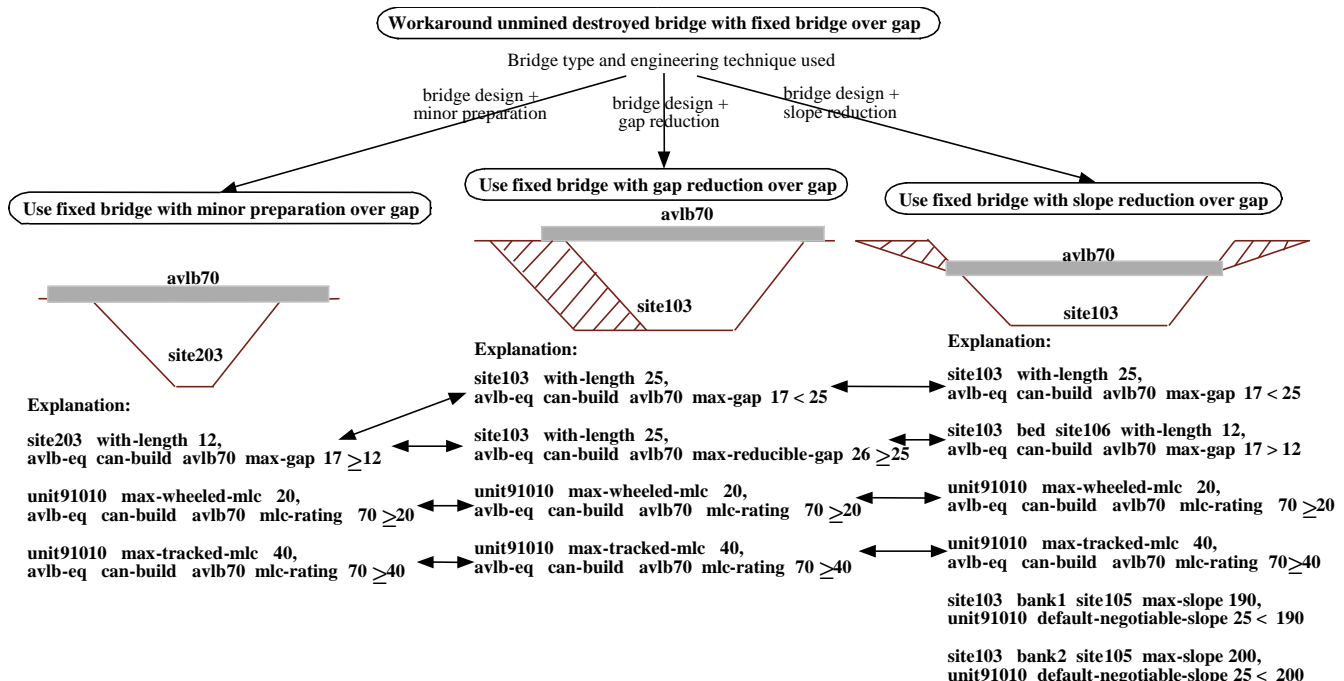 Workaround unmined destroyed bridge with fixed bridge over gap
Bridge type and engineering technique used
bridge design +
minor preparation
bridge design +
gap reduction
bridge design +
slope reduction
Use fixed bridge with minor preparation over gap
avlb70
site203
Explanation:
site203 with-length 12,
avlb-eq can-build avlb70 max-gap 17 ≥12
unit91010 max-wheeled-mlc 20,
avlb-eq can-build avlb70 mlc-rating 70 ≥20
unit91010 max-tracked-mlc 40,
avlb-eq can-build avlb70 mlc-rating 70 ≥40
Use fixed bridge with gap reduction over gap
avlb70
site103
Explanation:
site103 with-length 25,
avlb-eq can-build avlb70 max-gap 17 < 25
site103 with-length 25,
avlb-eq can-build avlb70 max-reducible-gap 26 ≥25
unit91010 max-wheeled-mlc 20,
avlb-eq can-build avlb70 mlc-rating 70 ≥20
unit91010 max-tracked-mlc 40,
avlb-eq can-build avlb70 mlc-rating 70 ≥40
Use fixed bridge with slope reduction over gap
avlb70
site103
Explanation:
site103 with-length 25,
avlb-eq can-build avlb70 max-gap 17 < 25
site103 bed site106 with-length 12,
avlb-eq can-build avlb70 max-gap 17 > 12
unit91010 max-wheeled-mlc 20,
avlb-eq can-build avlb70 mlc-rating 70 ≥20
unit91010 max-tracked-mlc 40,
avlb-eq can-build avlb70 mlc-rating 70≥40
site103 bank1 site105 max-slope 190,
unit91010 default-negotiable-slope 25 < 190
site103 bank2 site105 max-slope 200,
unit91010 default-negotiable-slope 25 < 200